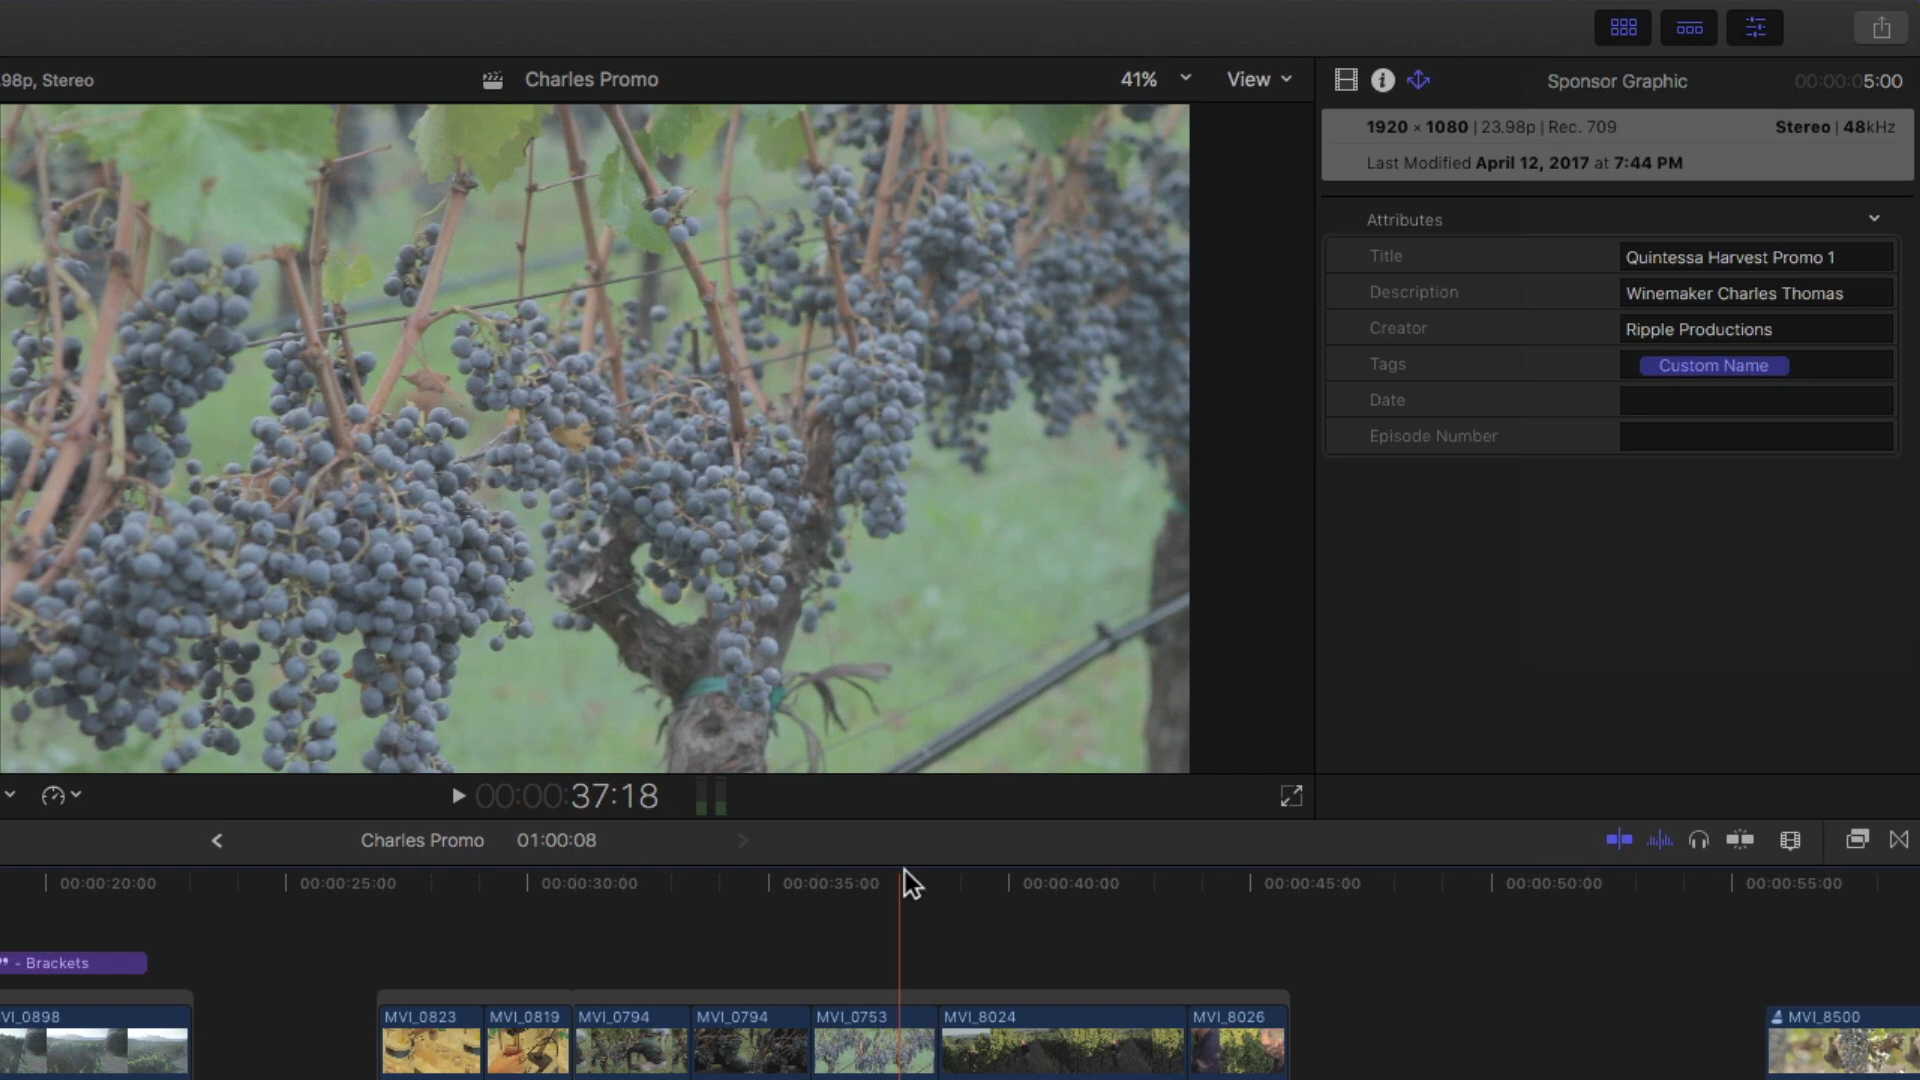 .98p, Stereo
Charles Promo
41%
View
Sponsor Graphic
00:00:05:00
1920 × 1080 | 23.98p | Rec. 709
Stereo | 48kHz
Last Modified April 12, 2017 at 7:44 PM
Attributes
Title
Quintessa Harvest Promo 1
Description
Winemaker Charles Thomas
Creator
Ripple Productions
Tags
Custom Name
Date
Episode Number
00:00:37:18
Charles Promo
01:00:08
00:00:20:00
00:00:25:00
00:00:30:00
00:00:35:00
00:00:40:00
00:00:45:00
00:00:50:00
00:00:55:00
" - Brackets
VI_0898
MVI_0823
MVI_0819
MVI_0794
MVI_0794
MVI_0753
MVI_8024
MVI_8026
MVI_8500